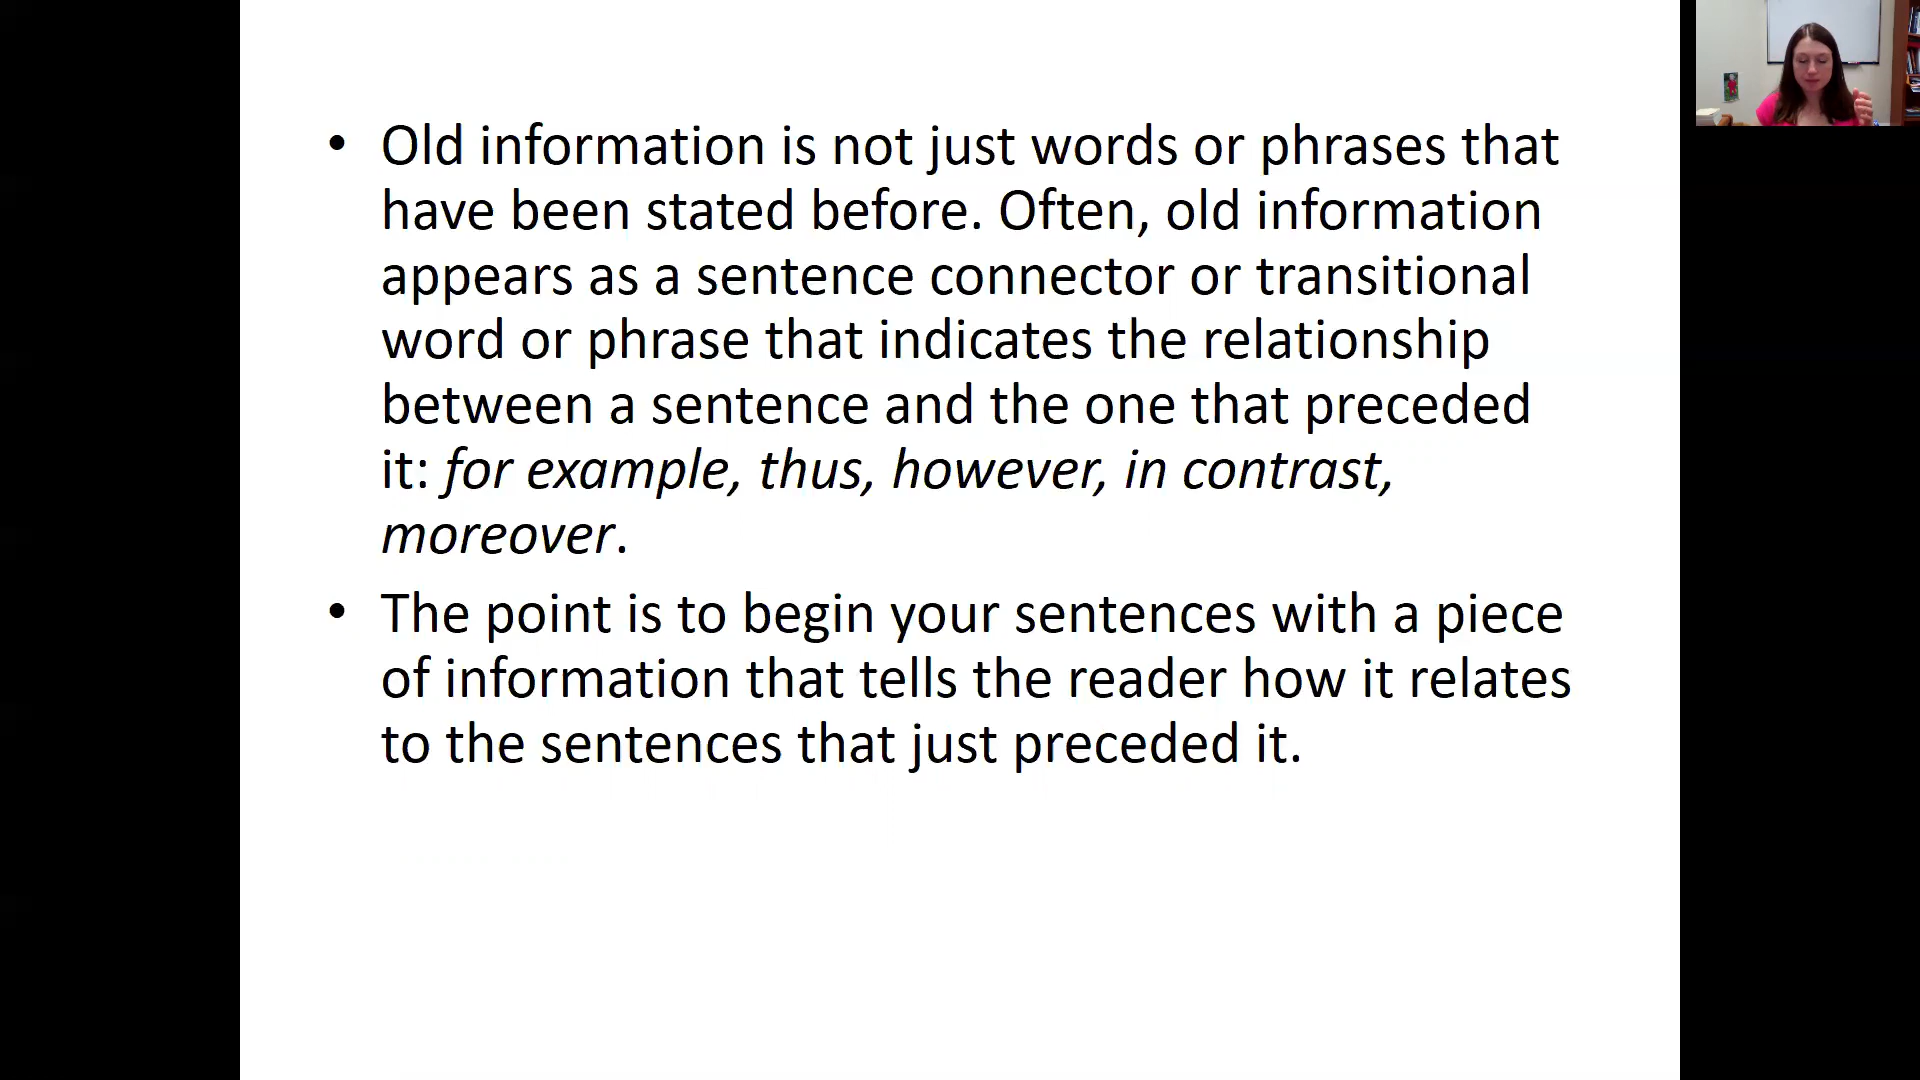 • Old information is not just words or phrases that
have been stated before. Often, old information
appears as a sentence connector or transitional
word or phrase that indicates the relationship
between a sentence and the one that preceded
it: for example, thus, however, in contrast,
moreover.
• The point is to begin your sentences with a piece
of information that tells the reader how it relates
to the sentences that just preceded it.